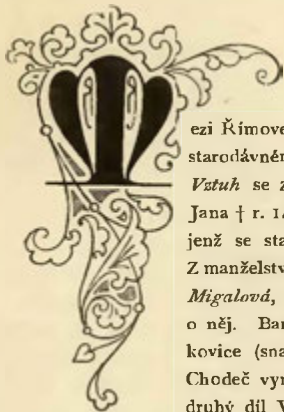 ezi Římove
starodávném
Vztuh se z
Jana † r. 1
jenž se sta
Z manželstv
Migalová,
o něj. Bar
kovice (sna
Chodeč vyr
druhý díl V